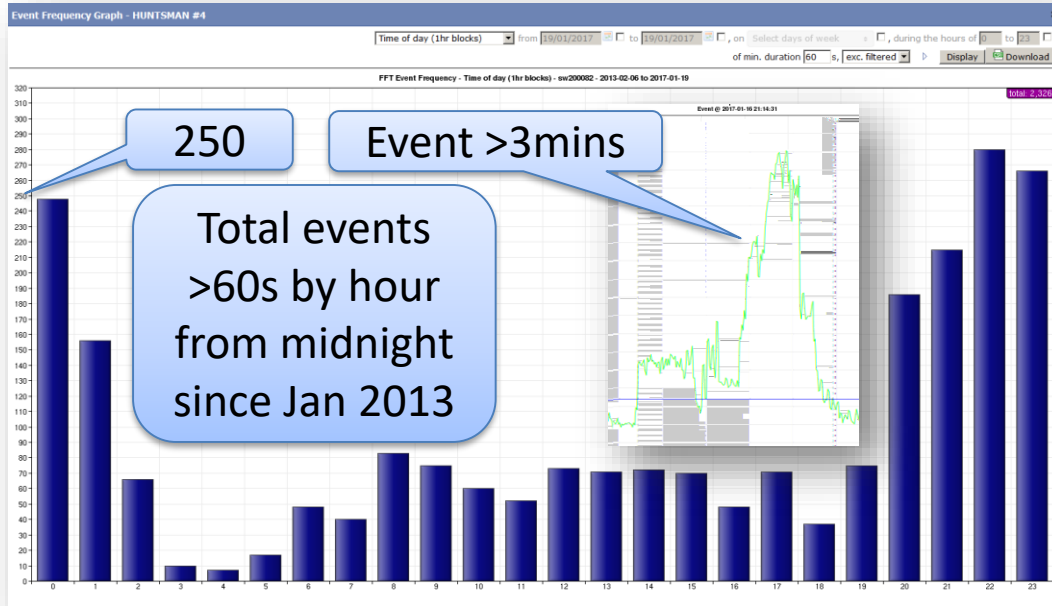 Event Frequency Graph - HUNTSMAN #4
Time of day (1hr blocks) from 19/01/2017 to 19/01/2017 , on Select days of week , during the hours of 0 to 23
of min. duration 60 s, exc. filtered Display Download
FFT Event Frequency - Time of day (1hr blocks) - sw200082 - 2013-02-06 to 2017-01-19
total: 2,326
320
310
300
290
280
270
260
250
240
230
220
210
200
190
180
170
160
150
140
130
120
110
100
90
80
70
60
50
40
30
20
10
0
250
Event >3mins
Event @ 2017-01-16 21:14:31
Total events
>60s by hour
from midnight
since Jan 2013
0 1 2 3 4 5 6 7 8 9 10 11 12 13 14 15 16 17 18 19 20 21 22 23